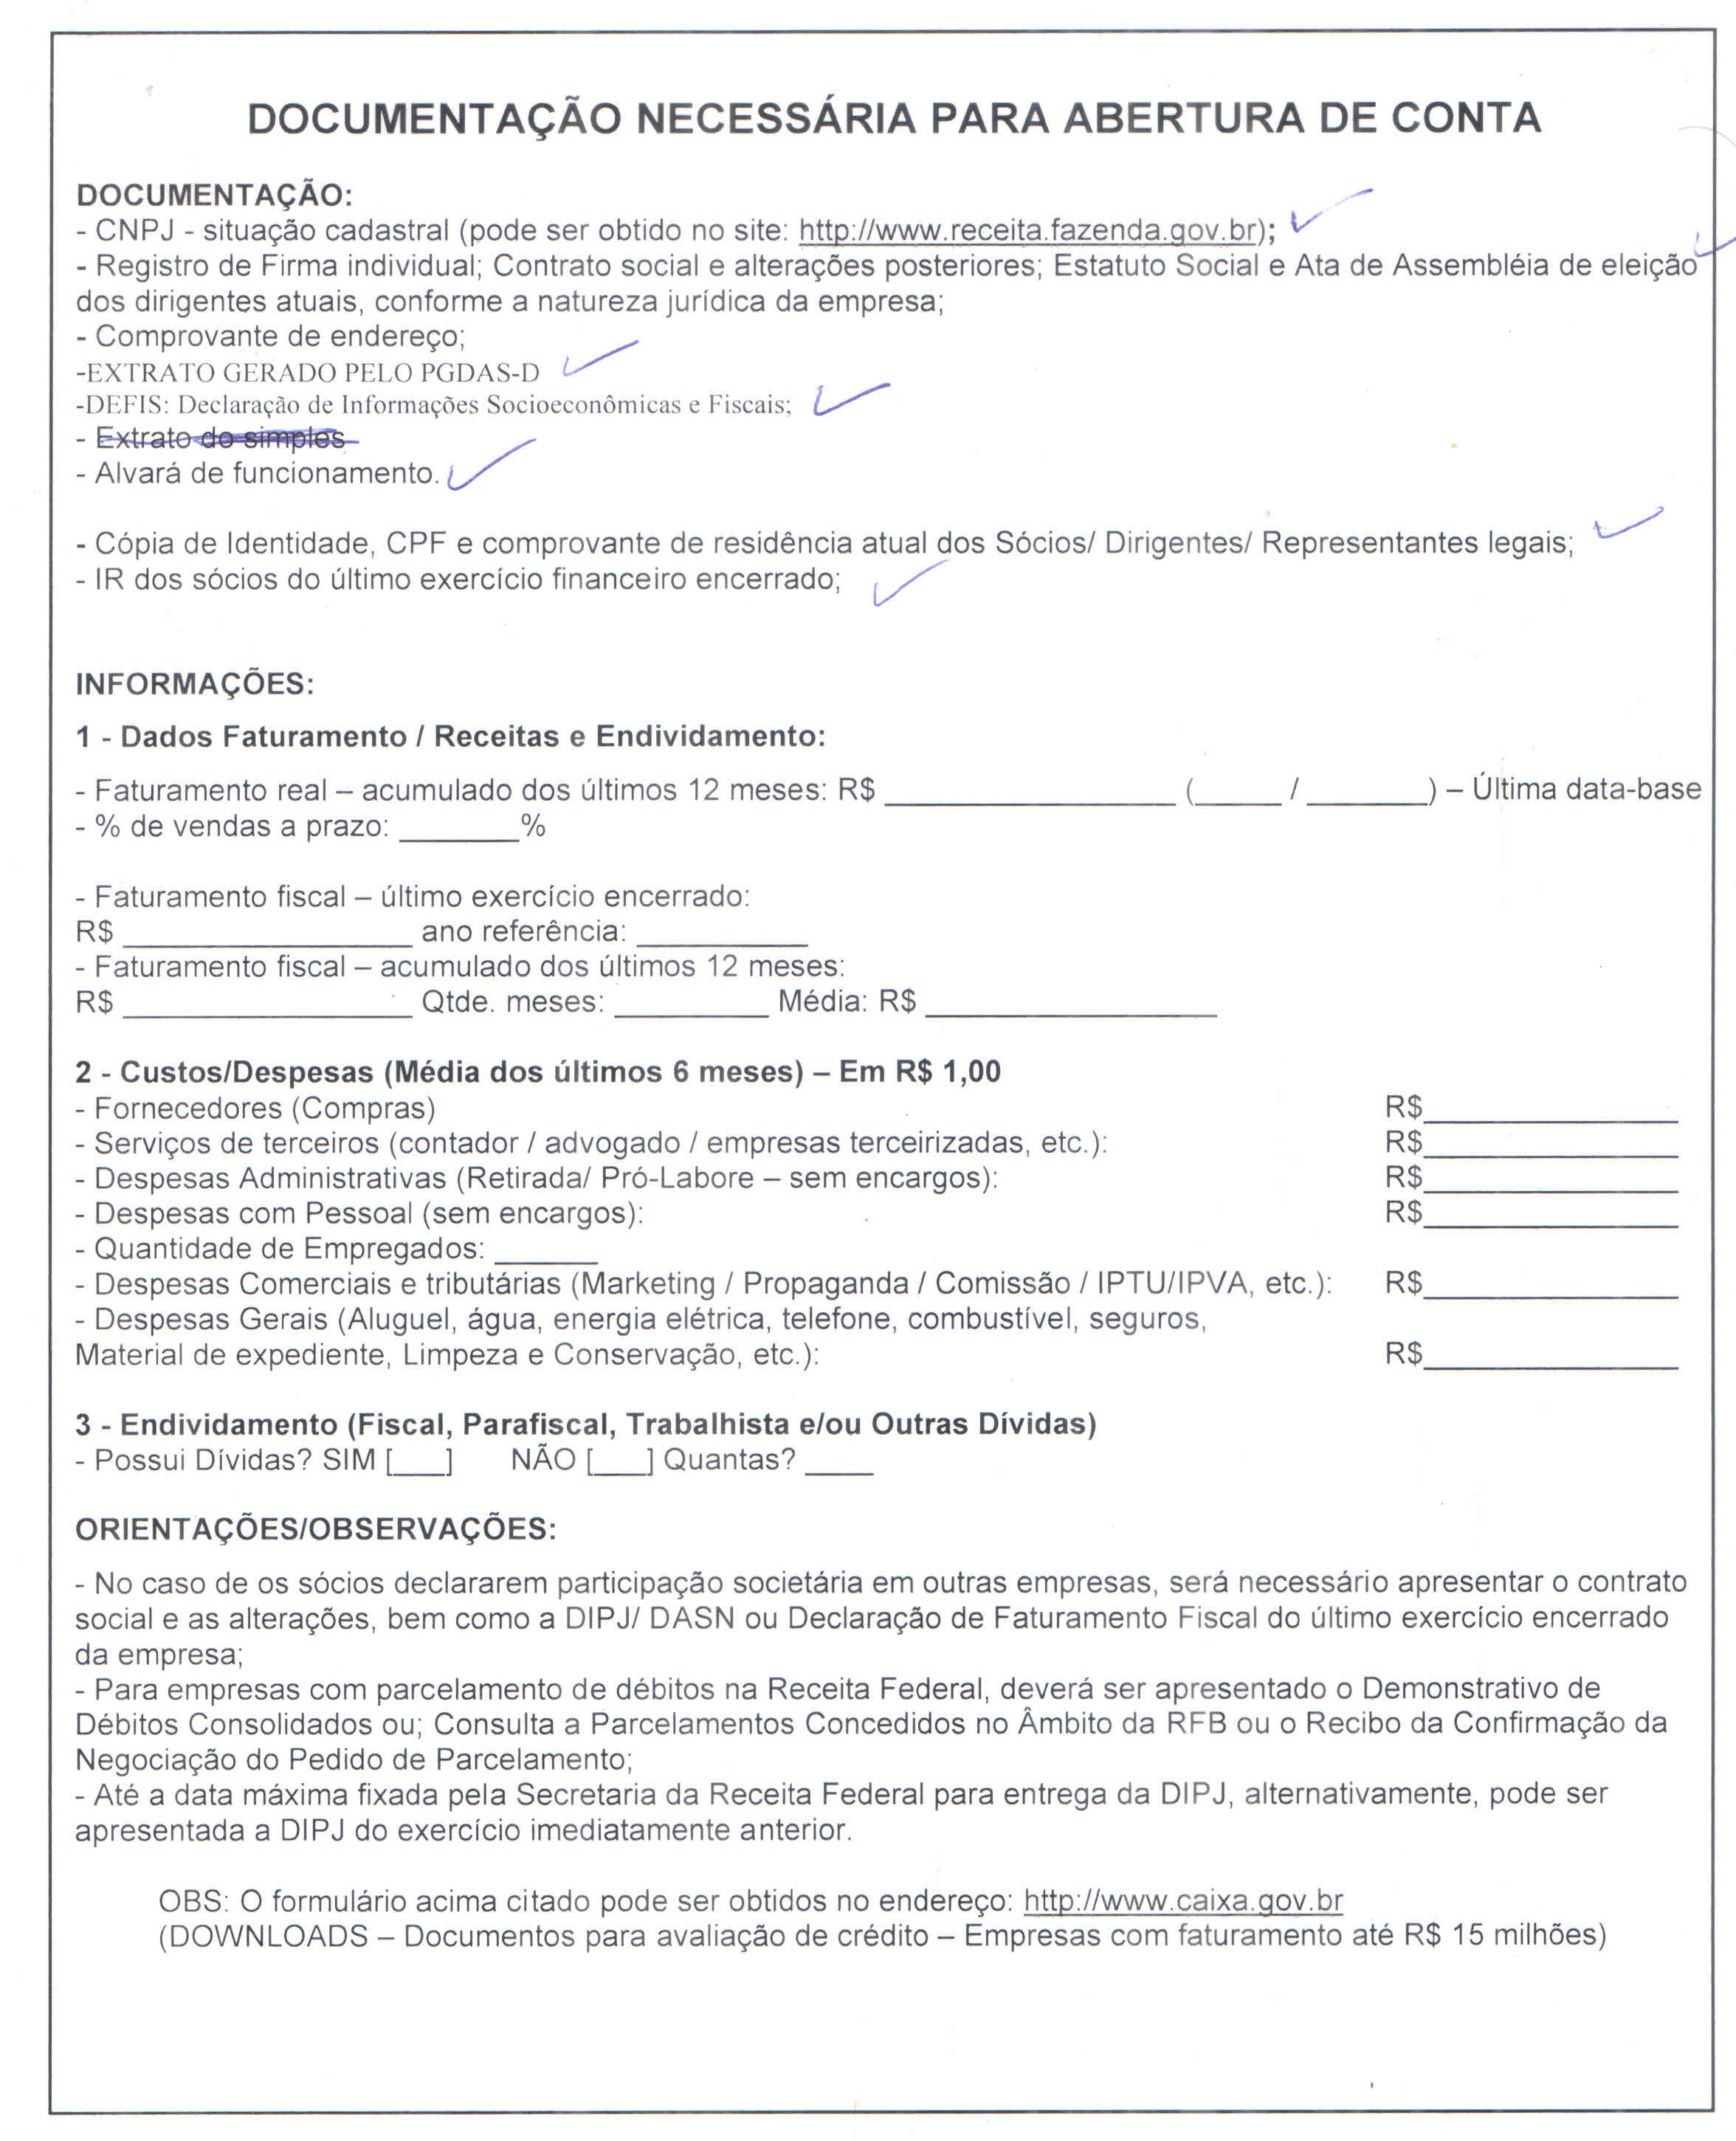 DOCUMENTAÇÃO NECESSÁRIA PARA ABERTURA DE CONTA
DOCUMENTAÇÃO:
- CNPJ - situação cadastral (pode ser obtido no site: http://www.receita.fazenda.gov.br);
- Registro de Firma individual; Contrato social e alterações posteriores; Estatuto Social e Ata de Assembléia de eleição
dos dirigentes atuais, conforme a natureza jurídica da empresa;
- Comprovante de endereço;
-EXTRATO GERADO PELO PGDAS-D
-DEFIS: Declaração de Informações Socioeconômicas e Fiscais;
- Extrato do simples
- Alvará de funcionamento.
- Cópia de Identidade, CPF e comprovante de residência atual dos Sócios/ Dirigentes/ Representantes legais;
- IR dos sócios do último exercício financeiro encerrado;
INFORMAÇÕES:
1 - Dados Faturamento / Receitas e Endividamento:
- Faturamento real – acumulado dos últimos 12 meses: R$ _________________ (_____ / _______) – Última data-base
- % de vendas a prazo: _______%
- Faturamento fiscal – último exercício encerrado:
R$ _________________ ano referência: __________
- Faturamento fiscal – acumulado dos últimos 12 meses:
R$ _________________ Qtde. meses: _________ Média: R$ _________________
2 - Custos/Despesas (Média dos últimos 6 meses) – Em R$ 1,00
- Fornecedores (Compras) R$_______________
- Serviços de terceiros (contador / advogado / empresas terceirizadas, etc.): R$_______________
- Despesas Administrativas (Retirada/ Pró-Labore – sem encargos): R$_______________
- Despesas com Pessoal (sem encargos): R$_______________
- Quantidade de Empregados: ______
- Despesas Comerciais e tributárias (Marketing / Propaganda / Comissão / IPTU/IPVA, etc.): R$_______________
- Despesas Gerais (Aluguel, água, energia elétrica, telefone, combustível, seguros,
Material de expediente, Limpeza e Conservação, etc.): R$_______________
3 - Endividamento (Fiscal, Parafiscal, Trabalhista e/ou Outras Dívidas)
- Possui Dívidas? SIM [___] NÃO [___] Quantas? ____
ORIENTAÇÕES/OBSERVAÇÕES:
- No caso de os sócios declararem participação societária em outras empresas, será necessário apresentar o contrato
social e as alterações, bem como a DIPJ/ DASN ou Declaração de Faturamento Fiscal do último exercício encerrado
da empresa;
- Para empresas com parcelamento de débitos na Receita Federal, deverá ser apresentado o Demonstrativo de
Débitos Consolidados ou; Consulta a Parcelamentos Concedidos no Âmbito da RFB ou o Recibo da Confirmação da
Negociação do Pedido de Parcelamento;
- Até a data máxima fixada pela Secretaria da Receita Federal para entrega da DIPJ, alternativamente, pode ser
apresentada a DIPJ do exercício imediatamente anterior.
OBS: O formulário acima citado pode ser obtidos no endereço: http://www.caixa.gov.br
(DOWNLOADS – Documentos para avaliação de crédito – Empresas com faturamento até R$ 15 milhões)